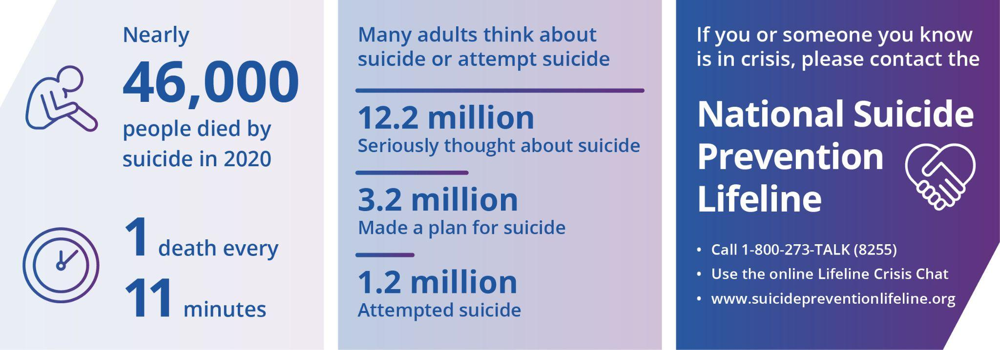 Nearly
46,000
people died by
suicide in 2020
1 death every
11 minutes
Many adults think about
suicide or attempt suicide
12.2 million
Seriously thought about suicide
3.2 million
Made a plan for suicide
1.2 million
Attempted suicide
If you or someone you know
is in crisis, please contact the
National Suicide
Prevention
Lifeline
• Call 1-800-273-TALK (8255)
• Use the online Lifeline Crisis Chat
• www.suicidepreventionlifeline.org